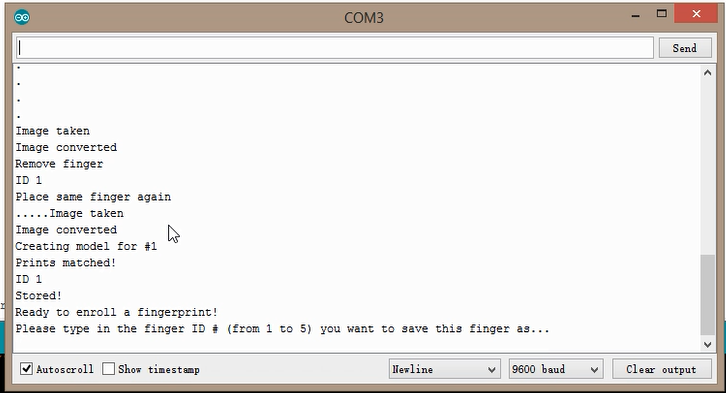 COM3
Send
.
.
.
.
Image taken
Image converted
Remove finger
ID 1
Place same finger again
.....Image taken
Image converted
Creating model for #1
Prints matched!
ID 1
Stored!
Ready to enroll a fingerprint!
Please type in the finger ID # (from 1 to 5) you want to save this finger as...
Autoscroll Show timestamp Newline 9600 baud Clear output